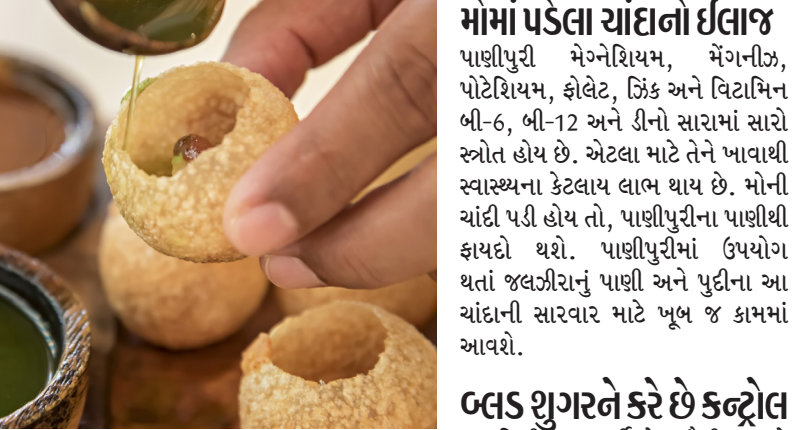 મોમાં પડેલા ચાંદાનો ઈલાજ
પાણીપુરી મેગ્નેશિયમ, મેંગનીઝ,
પોટેશિયમ, ફોલેટ, ઝિંક અને વિટામિન
બી-6, બી-12 અને ડીનો સારામાં સારો
સ્ત્રોત હોય છે. એટલા માટે તેને ખાવાથી
સ્વાસ્થ્યના કેટલાય લાભ થાય છે. મોની
ચાંદી પડી હોય તો, પાણીપુરીના પાણીથી
ફાયદો થશે. પાણીપુરીમાં ઉપયોગ
થતાં જલઝીરાનું પાણી અને પુદીના આ
ચાંદાની સારવાર માટે ખૂબ જ કામમાં
આવશે.
બ્લડ શુગરને કરે છે કન્ટ્રોલ